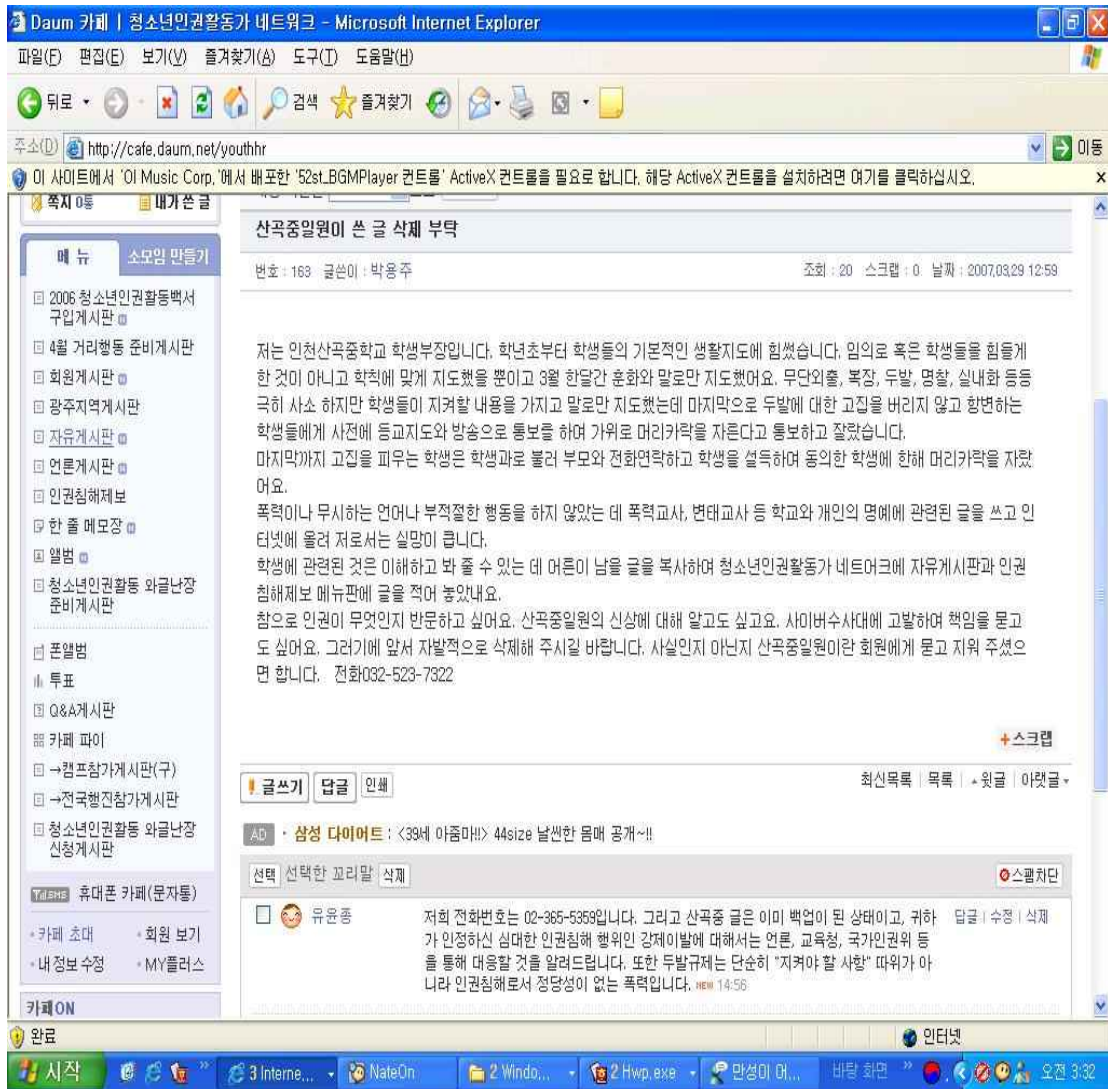 Daum 카페 | 청소년인권활동가 네트워크 - Microsoft Internet Explorer
파일(F) 편집(E) 보기(V) 즐겨찾기(A) 도구(T) 도움말(H)
뒤로 검색 즐겨찾기
주소(D) http://cafe.daum.net/youthhr 이동
이 사이트에서 'OI Music Corp.'에서 배포한 '52st_BGMPlayer 컨트롤' ActiveX 컨트롤을 필요로 합니다. 해당 ActiveX 컨트롤을 설치하려면 여기를 클릭하십시오.
쪽지 0통 내가 쓴 글
메 뉴 소모임 만들기
2006 청소년인권활동백서
구입게시판
4월 거리행동 준비게시판
회원게시판
광주지역게시판
자유게시판
언론게시판
인권침해제보
한 줄 메모장
앨범
청소년인권활동 와글난장
준비게시판
폰앨범
투표
Q&A게시판
카페 파이
→캠프참가게시판(구)
→전국행진참가게시판
청소년인권활동 와글난장
신청게시판
휴대폰 카페(문자통)
카페 초대 회원 보기
내정보수정 MY플러스
카페ON
산곡중일원이 쓴 글 삭제 부탁
번호 : 163 글쓴이 : 박용주 조회 : 20 스크랩 : 0 날짜 : 2007.03.29 12:59
저는 인천산곡중학교 학생부장입니다. 학년초부터 학생들의 기본적인 생활지도에 힘썼습니다. 임의로 혹은 학생들을 힘들게
한 것이 아니고 학칙에 맞게 지도했을 뿐이고 3월 한달간 훈화와 말로만 지도했어요. 무단외출, 복장, 두발, 명찰, 실내화 등등
극히 사소 하지만 학생들이 지켜할 내용을 가지고 말로만 지도했는데 마지막으로 두발에 대한 고집을 버리지 않고 항변하는
학생들에게 사전에 등교지도와 방송으로 통보를 하여 가위로 머리카락을 자른다고 통보하고 잘랐습니다.
마지막까지 고집을 피우는 학생은 학생과로 불러 부모와 전화연락하고 학생을 설득하여 동의한 학생에 한해 머리카락을 자랐
어요.
폭력이나 무시하는 언어나 부적절한 행동을 하지 않았는 데 폭력교사, 변태교사 등 학교와 개인의 명예에 관련된 글을 쓰고 인
터넷에 올려 저로서는 실망이 큽니다.
학생에 관련된 것은 이해하고 봐 줄 수 있는 데 어른이 남을 글을 복사하여 청소년인권활동가 네트어크에 자유게시판과 인권
침해제보 메뉴판에 글을 적어 놓았내요.
참으로 인권이 무엇인지 반문하고 싶어요. 산곡중일원의 신상에 대해 알고도 싶고요. 사이버수사대에 고발하여 책임을 묻고
도 싶어요. 그러기에 앞서 자발적으로 삭제해 주시길 바랍니다. 사실인지 아닌지 산곡중일원이란 회원에게 묻고 지워 주셨으
면 합니다. 전화032-523-7322
+스크랩
글쓰기 답글 인쇄 최신목록 | 목록 | 윗글 | 아랫글
AD · 삼성 다이어트 : <39세 아줌마!!> 44size 날씬한 몸매 공개~!!
선택 선택한 꼬리말 삭제 스팸차단
유윤종 저희 전화번호는 02-365-5359입니다. 그리고 산곡중 글은 이미 백업이 된 상태이고, 귀하 답글 | 수정 | 삭제
가 인정하신 심대한 인권침해 행위인 강제이발에 대해서는 언론, 교육청, 국가인권위 등
을 통해 대응할 것을 알려드립니다. 또한 두발규제는 단순히 "지켜야 할 사항" 따위가 아
니라 인권침해로서 정당성이 없는 폭력입니다. NEW 14:56
완료 인터넷
시작 3 Interne... NateOn 2 Windo... 2 Hwp.exe 만성이 어... 바탕 화면 오전 3:32